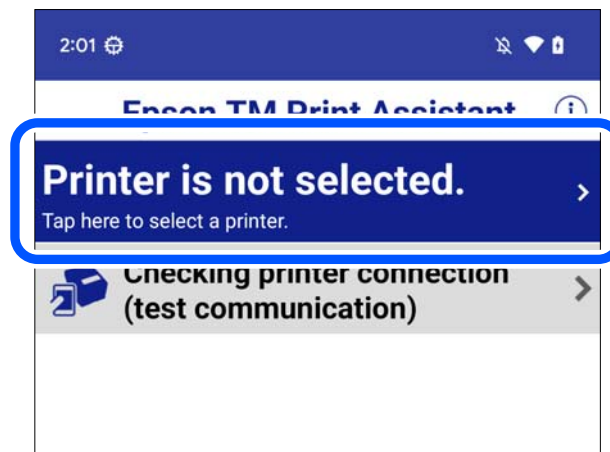 2:01
Epson TM Print Assistant
Printer is not selected.
Tap here to select a printer.
Checking printer connection
(test communication)